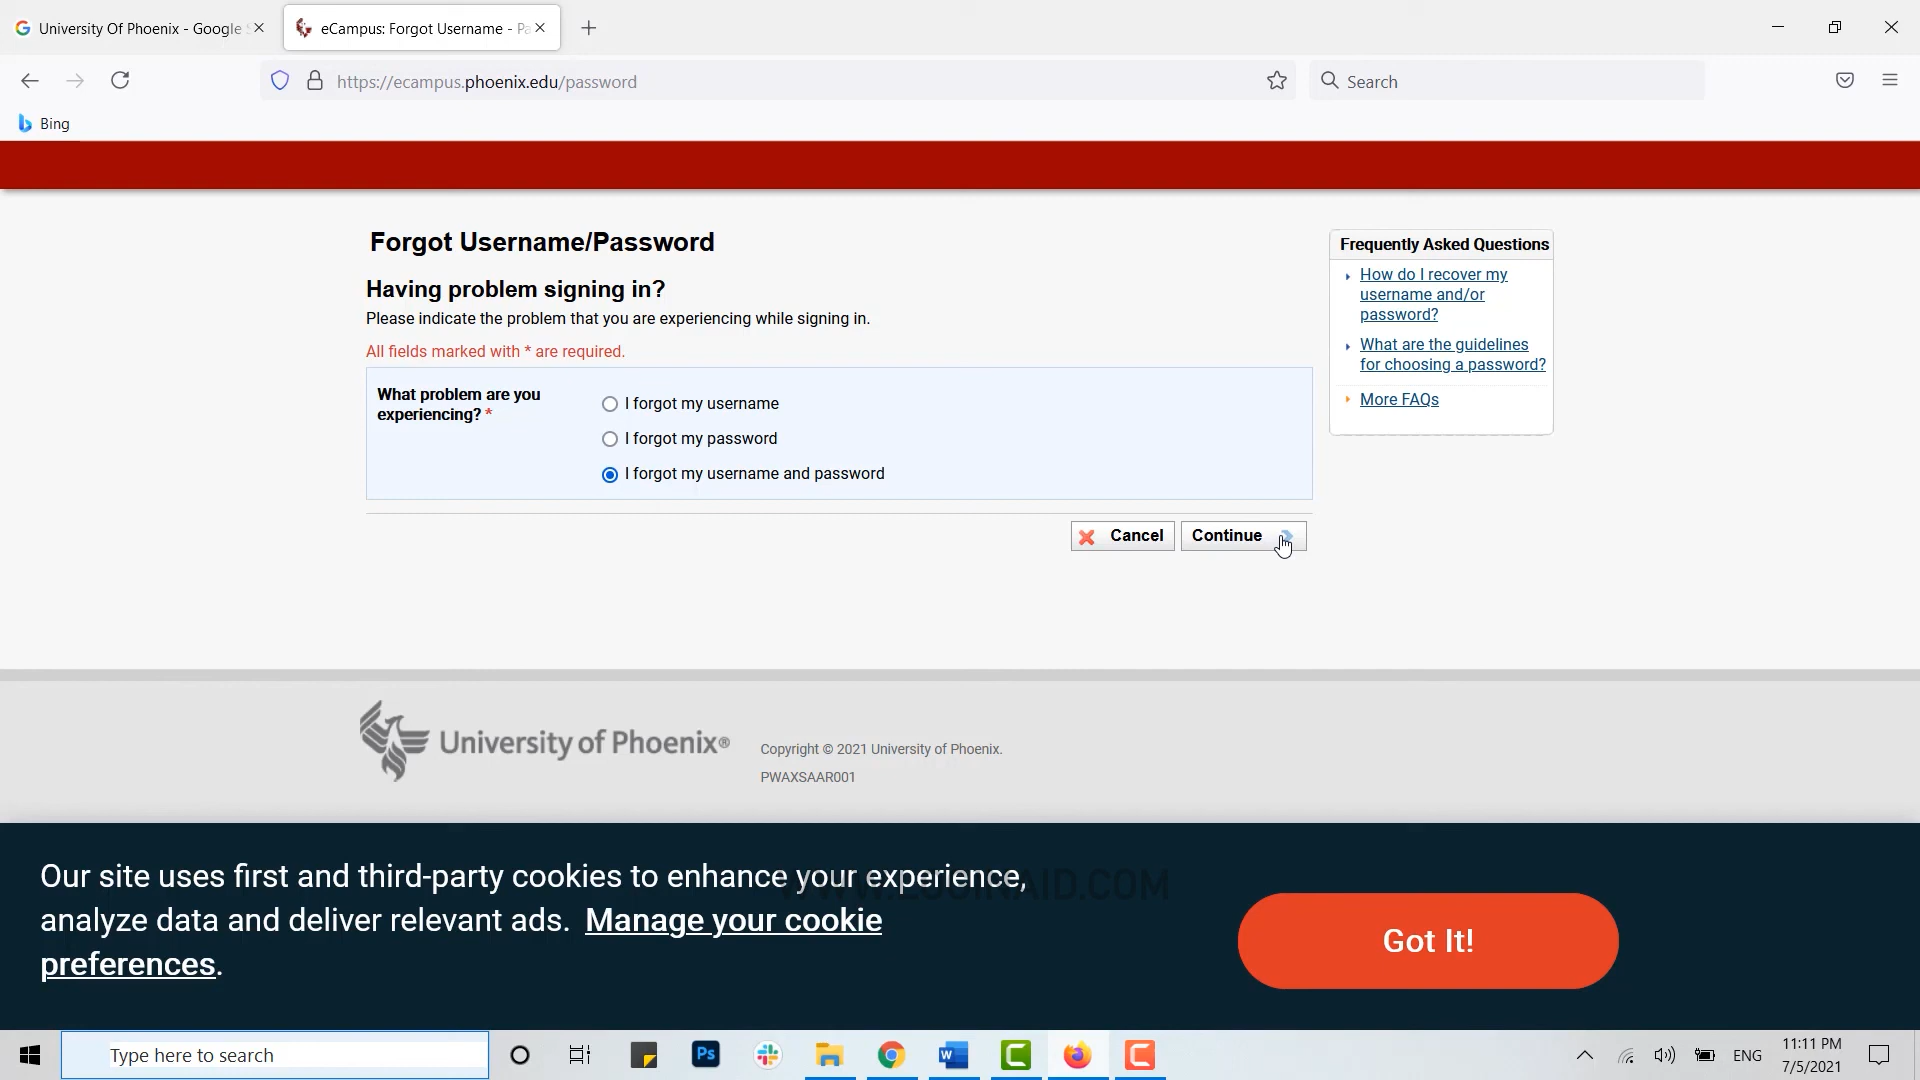 University Of Phoenix - Google S
eCampus: Forgot Username - Pa
https://ecampus.phoenix.edu/password
Search
Bing
Forgot Username/Password
Having problem signing in?
Please indicate the problem that you are experiencing while signing in.
All fields marked with * are required.
What problem are you
experiencing? *
I forgot my username
I forgot my password
I forgot my username and password
Cancel
Continue
Frequently Asked Questions
How do I recover my
username and/or
password?
What are the guidelines
for choosing a password?
More FAQs
University of Phoenix®
Copyright © 2021 University of Phoenix.
PWAXSAAR001
Our site uses first and third-party cookies to enhance your experience,
analyze data and deliver relevant ads. Manage your cookie
preferences.
WWW.LOGINAID.COM
Got It!
Type here to search
Ps
W
ENG
11:11 PM
7/5/2021